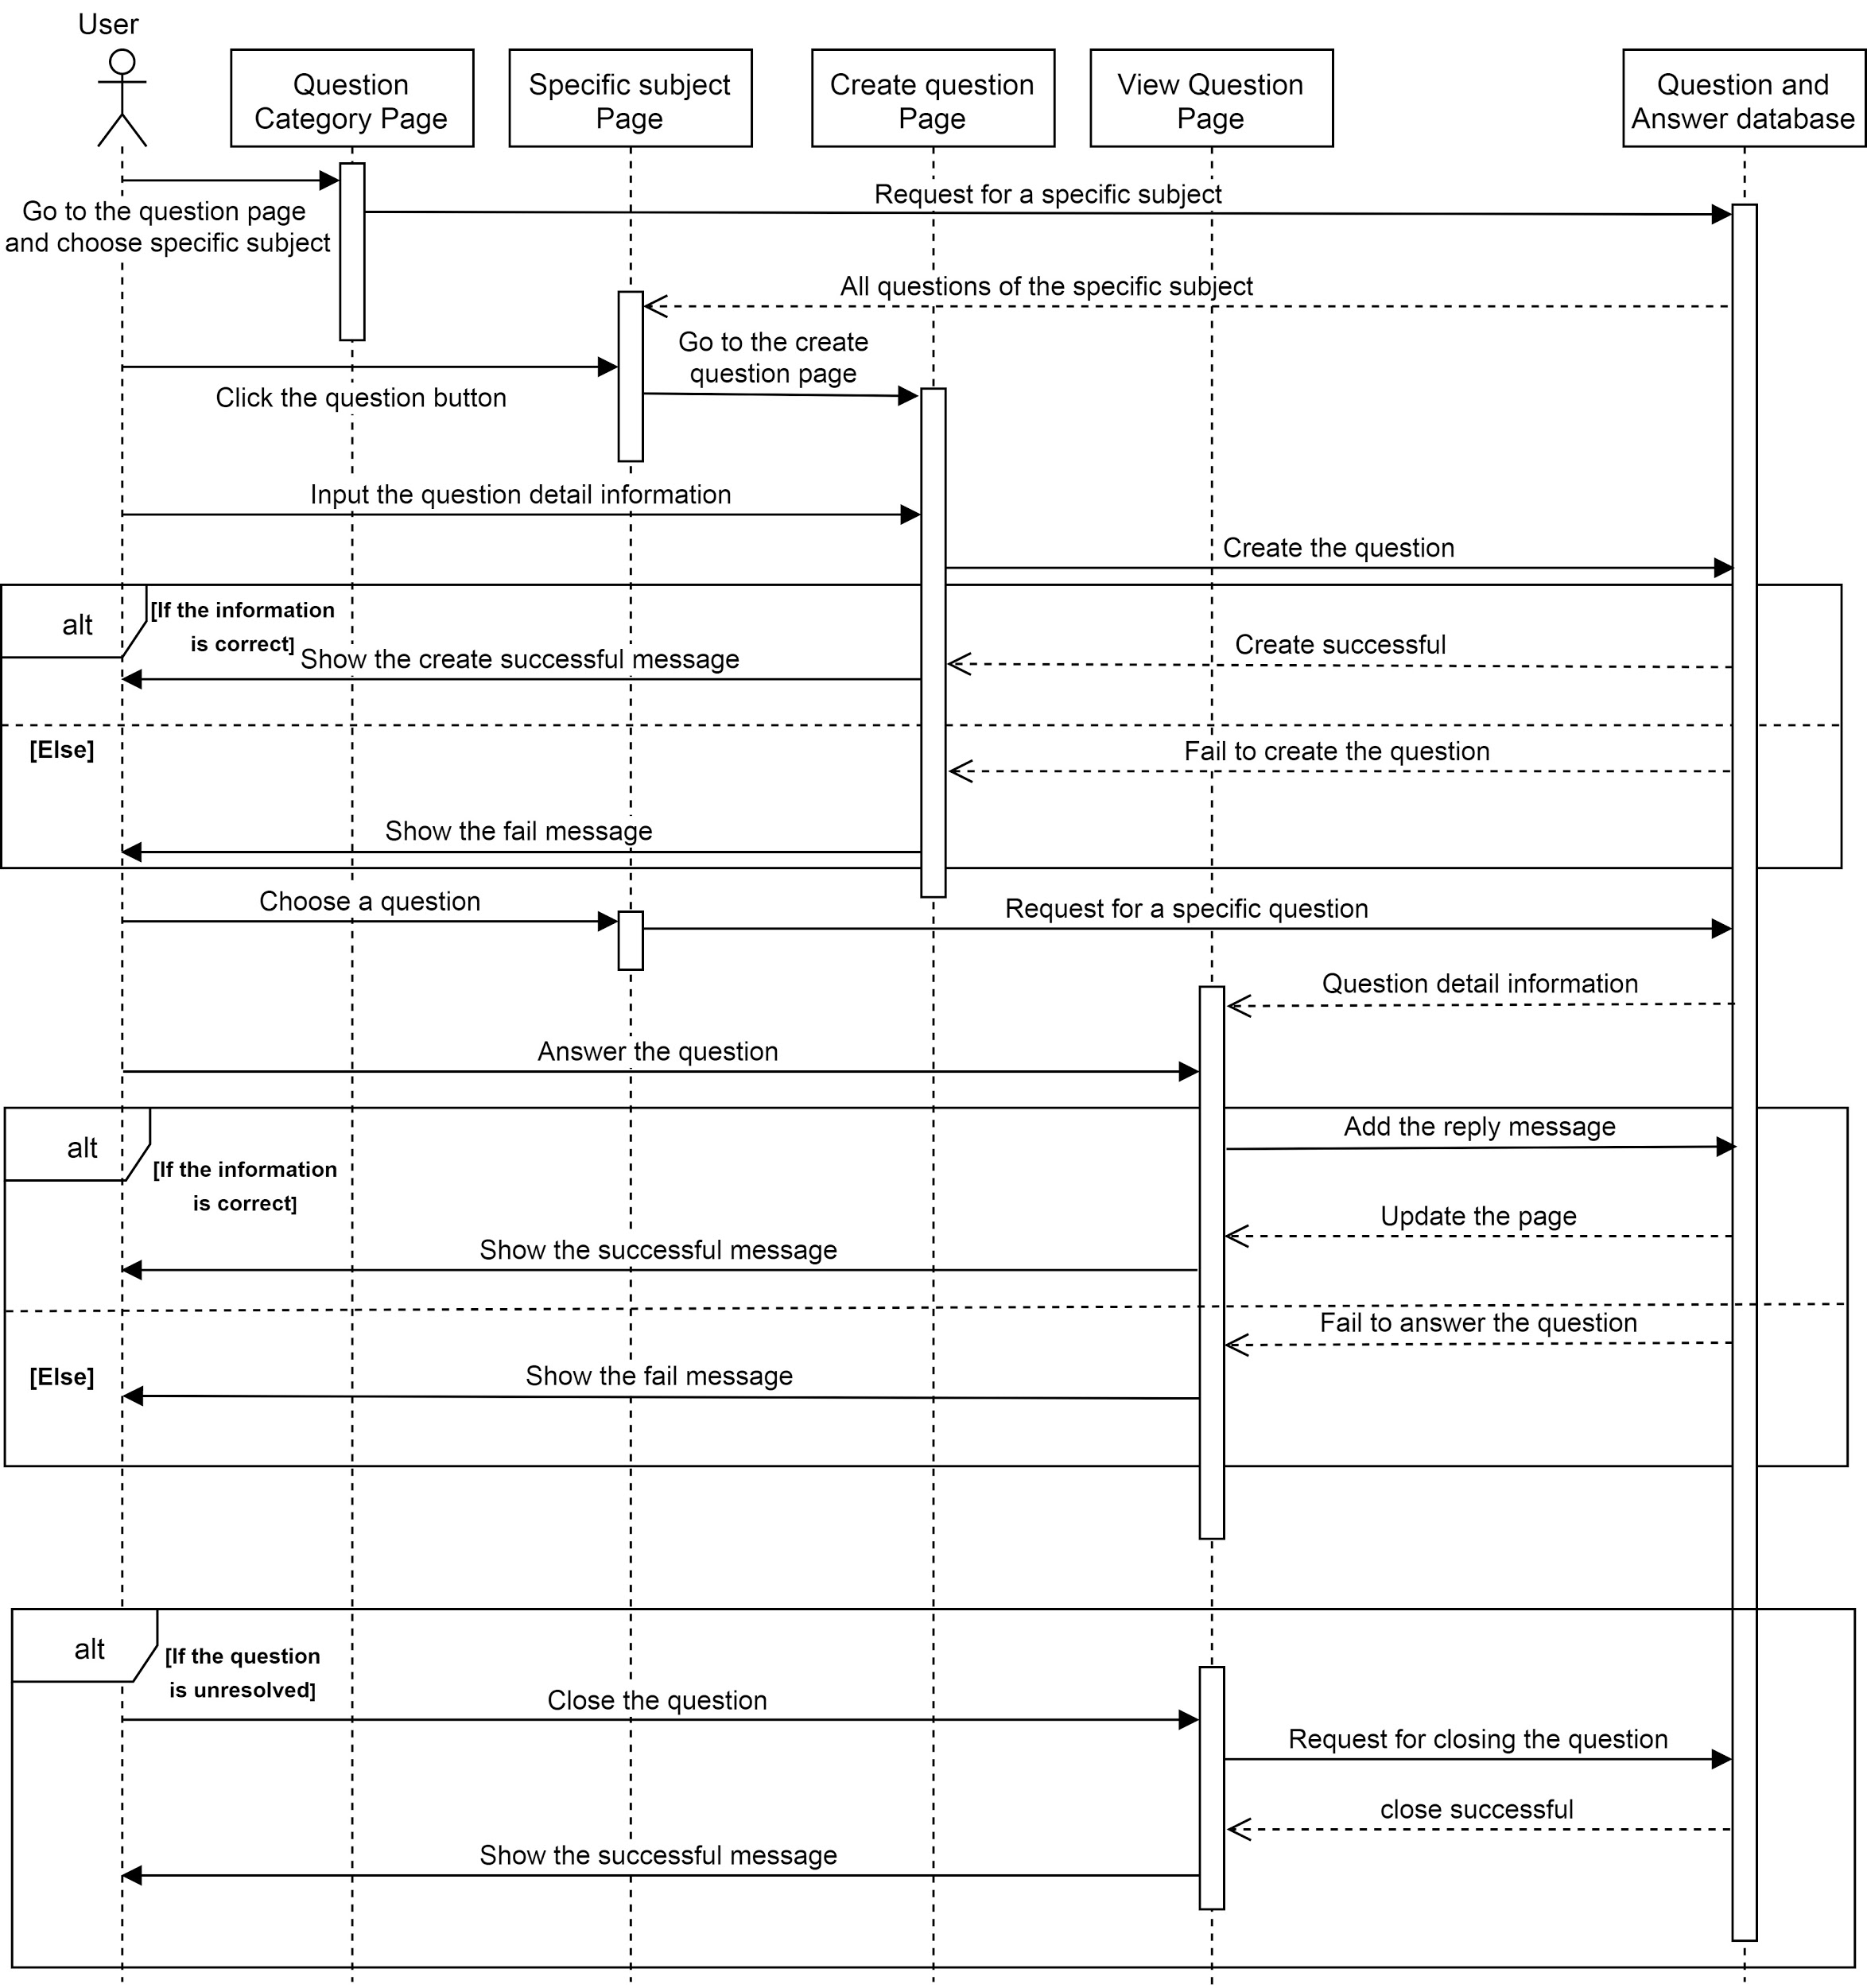 User
Question
Category Page
Specific subject
Page
Create question
Page
View Question
Page
Question and
Answer database
Request for a specific subject
Go to the question page
and choose specific subject
All questions of the specific subject
Go to the create
question page
Click the question button
Input the question detail information
Create the question
alt
[If the information
is correct]
Create successful
Show the create successful message
[Else]
Fail to create the question
Show the fail message
Choose a question
Request for a specific question
Question detail information
Answer the question
alt
[If the information
is correct]
Add the reply message
Update the page
Show the successful message
Fail to answer the question
[Else]
Show the fail message
alt
[If the question
is unresolved]
Close the question
Request for closing the question
close successful
Show the successful message